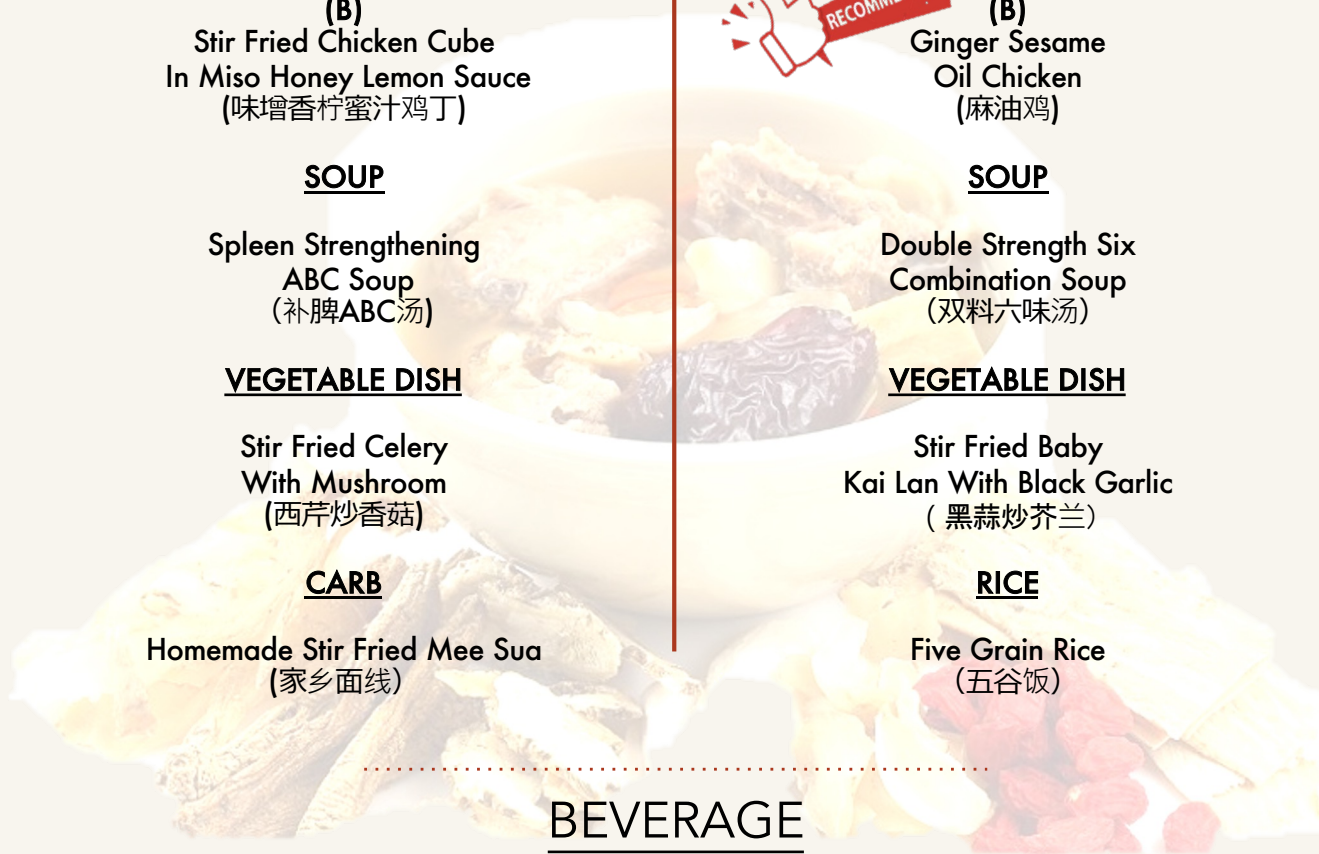 (B)
Stir Fried Chicken Cube
In Miso Honey Lemon Sauce
(味增香柠蜜汁鸡丁)
SOUP
Spleen Strengthening
ABC Soup
（补脾ABC汤)
VEGETABLE DISH
Stir Fried Celery
With Mushroom
(西芹炒香菇)
CARB
Homemade Stir Fried Mee Sua
(家乡面线）
(B)
Ginger Sesame
Oil Chicken
(麻油鸡)
SOUP
Double Strength Six
Combination Soup
（双料六味汤）
VEGETABLE DISH
Stir Fried Baby
Kai Lan With Black Garlic
( 黑蒜炒芥兰）
RICE
Five Grain Rice
（五谷饭）
BEVERAGE